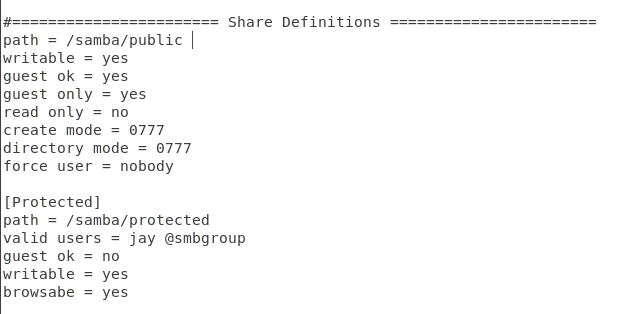 #======================= Share Definitions =======================
path = /samba/public
writable = yes
guest ok = yes
guest only = yes
read only = no
create mode = 0777
directory mode = 0777
force user = nobody
[Protected]
path = /samba/protected
valid users = jay @smbgroup
guest ok = no
writable = yes
browsabe = yes